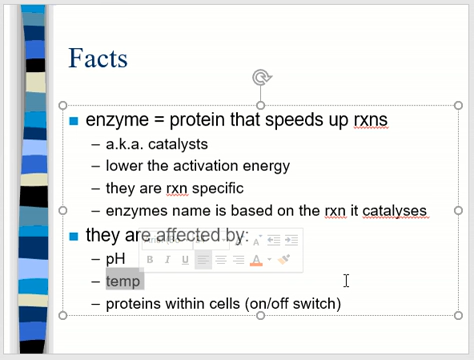 Facts
enzyme = protein that speeds up rxns
– a.k.a. catalysts
– lower the activation energy
– they are rxn specific
– enzymes name is based on the rxn it catalyses
they are affected by:
B I U A
– pH
– temp
– proteins within cells (on/off switch)